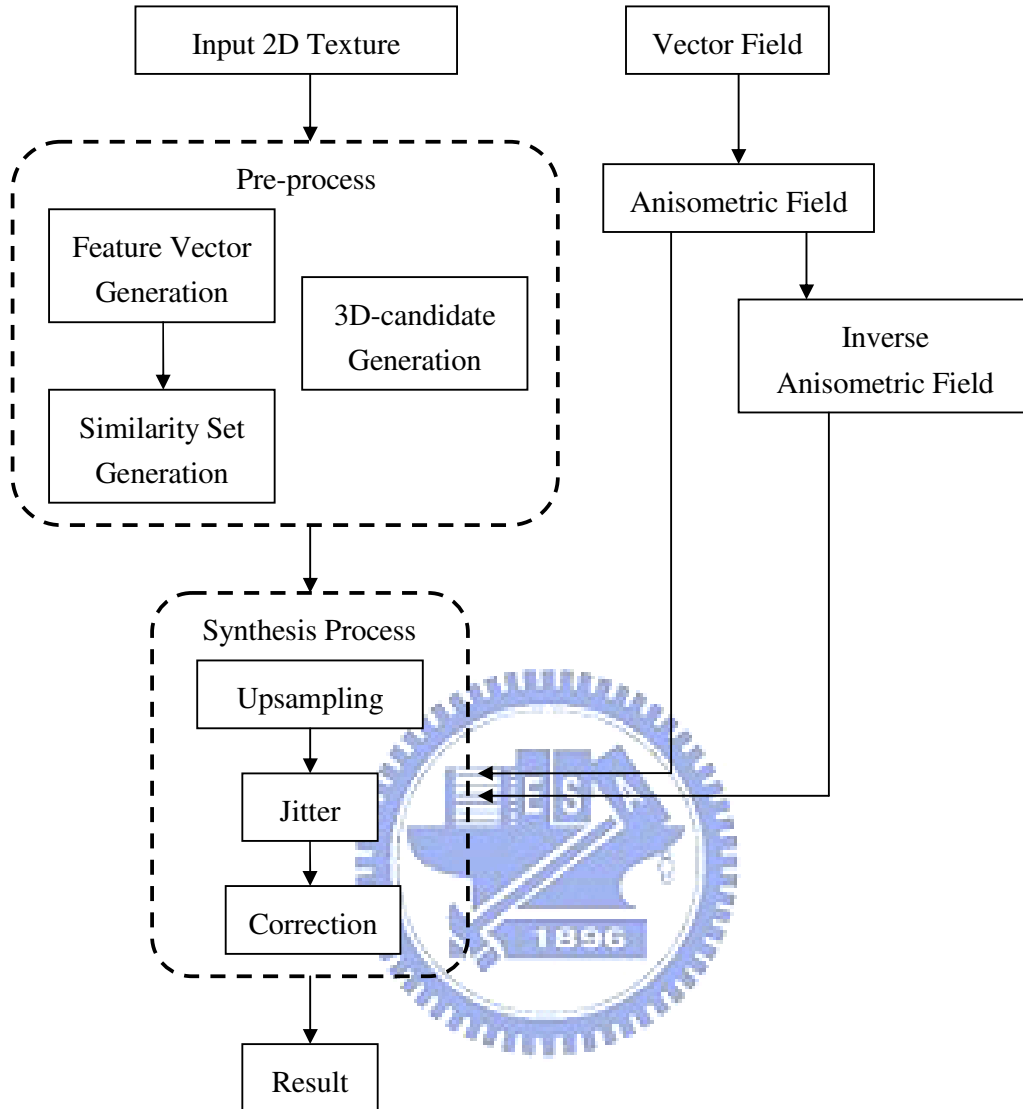 Input 2D Texture
Vector Field
Pre-process
Anisometric Field
Feature Vector
Generation
3D-candidate
Generation
Inverse
Anisometric Field
Similarity Set
Generation
Synthesis Process
Upsampling
Jitter
Correction
Result
E S
1896